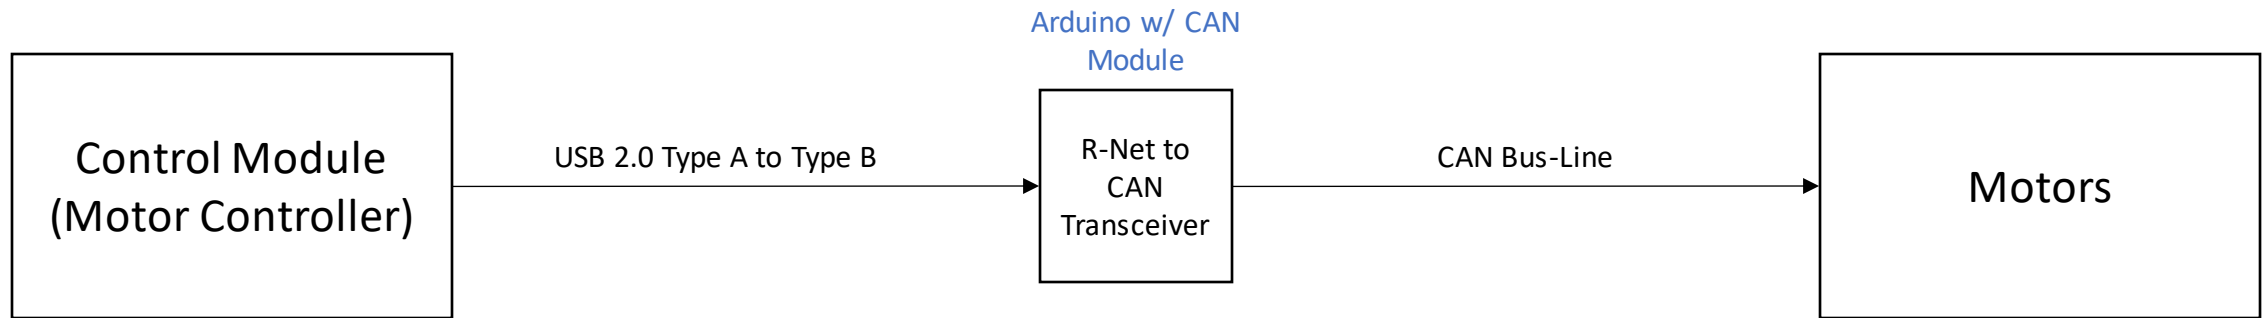 Arduino w/ CAN
Module
Control Module
(Motor Controller)
USB 2.0 Type A to Type B
R-Net to
CAN
Transceiver
CAN Bus-Line
Motors